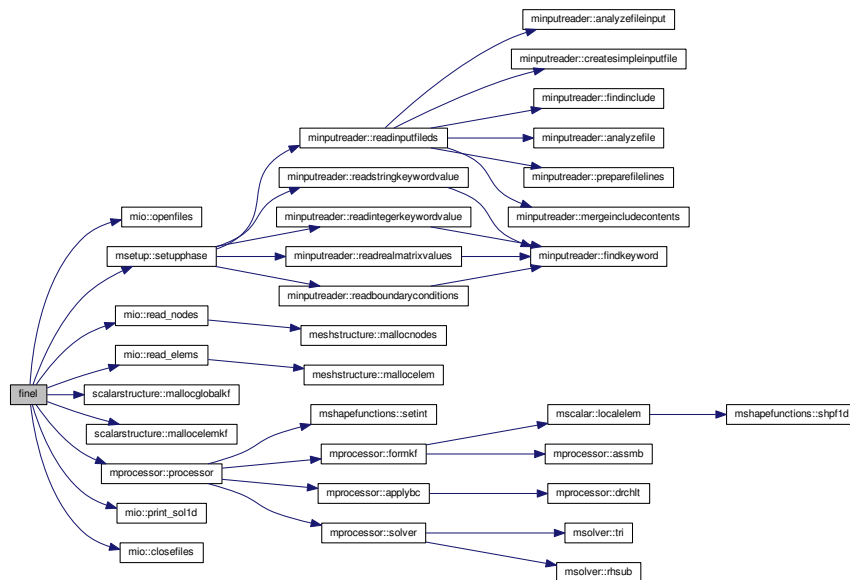 minputreader::analyzefileinput
minputreader::createsimpleinputfile
minputreader::findinclude
minputreader::readinputfileds
minputreader::analyzefile
minputreader::readstringkeywordvalue
minputreader::preparefilelines
mio::openfiles
minputreader::readintegerkeywordvalue
minputreader::mergeincludecontents
msetup::setupphase
minputreader::readrealmatrixvalues
minputreader::findkeyword
minputreader::readboundaryconditions
mio::read_nodes
meshstructure::mallocnodes
mio::read_elems
meshstructure::mallocelem
finel
scalarstructure::mallocglobalkf
mshapefunctions::setint
mscalar::localelem
mshapefunctions::shpf1d
scalarstructure::mallocelemkf
mprocessor::formkf
mprocessor::assmb
mprocessor::processor
mprocessor::applybc
mprocessor::drchlt
mio::print_sol1d
mprocessor::solver
msolver::tri
mio::closefiles
msolver::rhsub